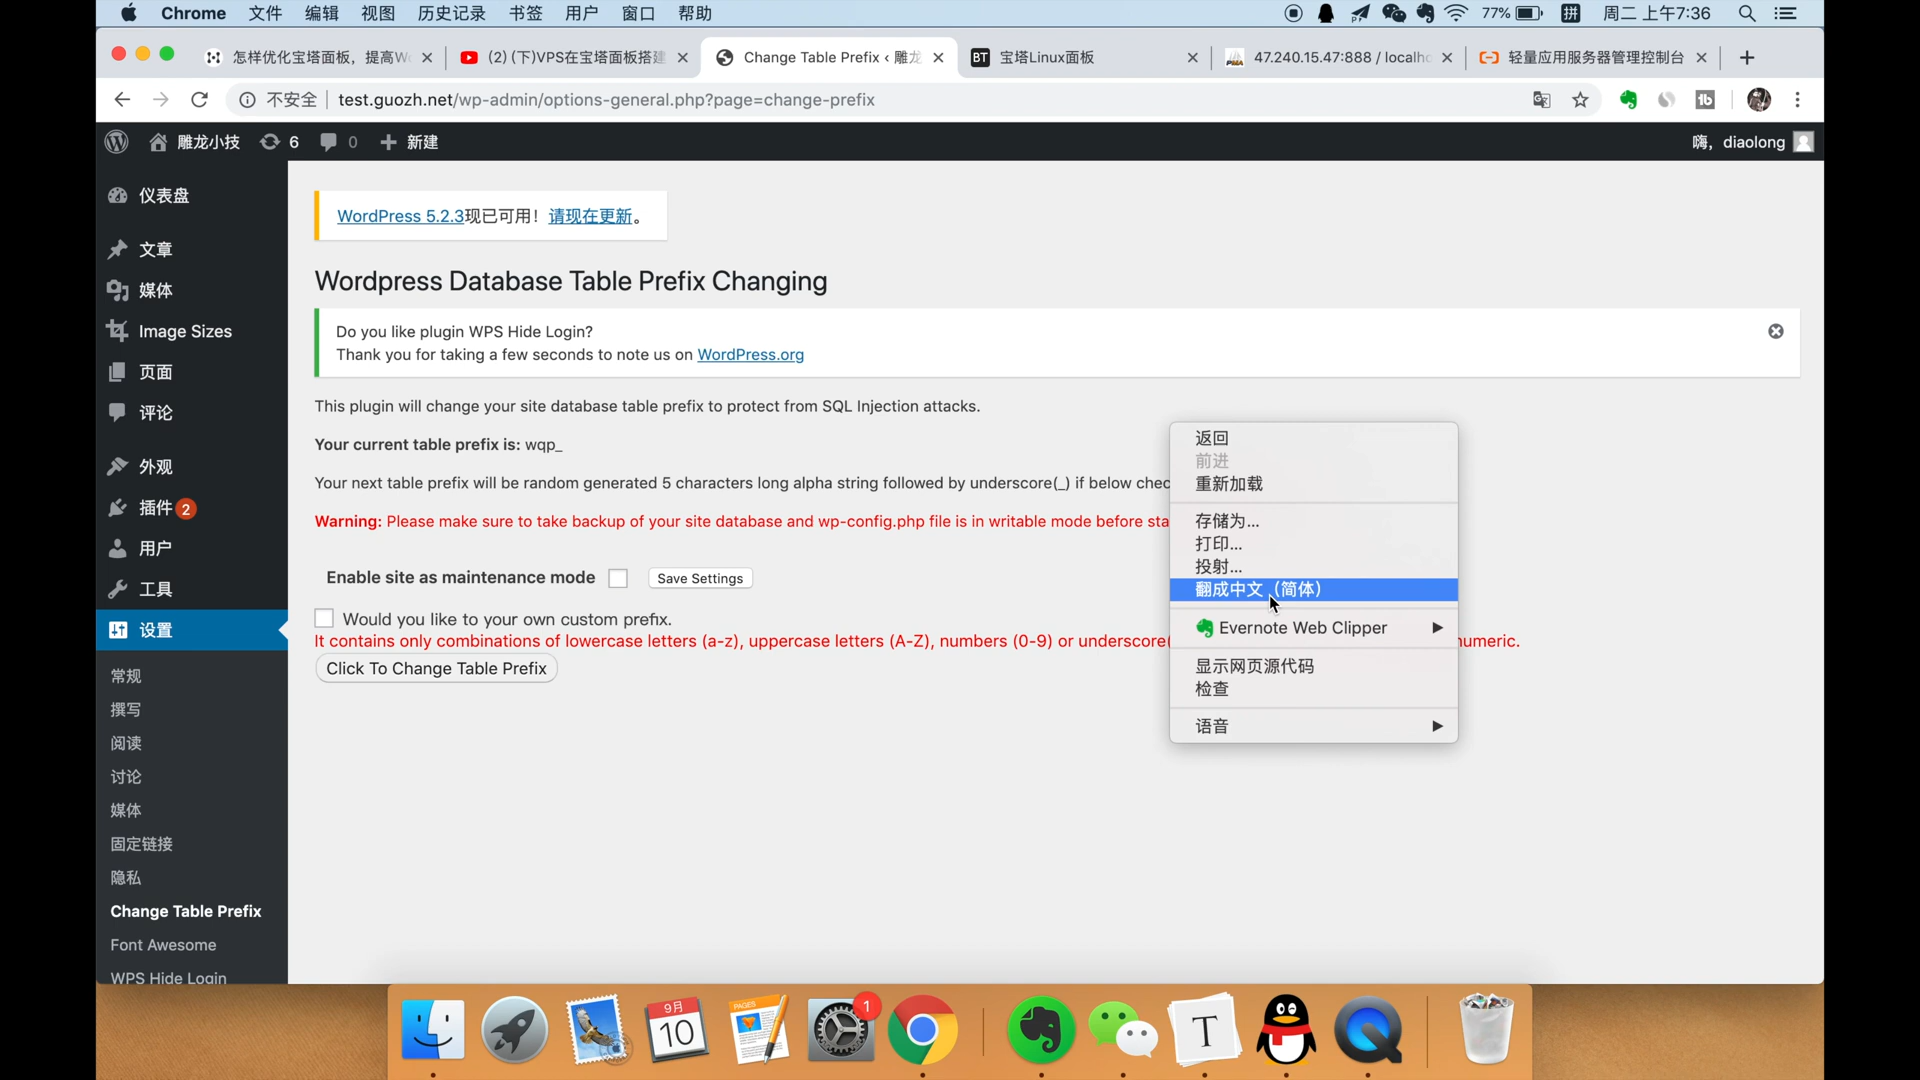 Chrome 文件 编辑 视图 历史记录 书签 用户 窗口 帮助 77% 拼 周二 上午7:36
怎样优化宝塔面板，提高W (2) (下)VPS在宝塔面板搭建 Change Table Prefix ‹ 雕龙 BT 宝塔Linux面板 47.240.15.47:888 / localh 轻量应用服务器管理控制台
不安全 test.guozh.net/wp-admin/options-general.php?page=change-prefix
雕龙小技 6 0 新建 嗨，diaolong
仪表盘
文章
媒体
Image Sizes
页面
评论
外观
插件 2
用户
工具
设置
常规
撰写
阅读
讨论
媒体
固定链接
隐私
Change Table Prefix
Font Awesome
WPS Hide Login
WordPress 5.2.3现已可用！请现在更新。
Wordpress Database Table Prefix Changing
Do you like plugin WPS Hide Login?
Thank you for taking a few seconds to note us on WordPress.org
This plugin will change your site database table prefix to protect from SQL Injection attacks.
Your current table prefix is: wqp_
Your next table prefix will be random generated 5 characters long alpha string followed by underscore(_) if below chec
Warning: Please make sure to take backup of your site database and wp-config.php file is in writable mode before sta
Enable site as maintenance mode Save Settings
Would you like to your own custom prefix.
It contains only combinations of lowercase letters (a-z), uppercase letters (A-Z), numbers (0-9) or underscore( numeric.
Click To Change Table Prefix
返回
前进
重新加载
存储为...
打印...
投射...
翻成中文（简体）
Evernote Web Clipper
显示网页源代码
检查
语音
9月
10
PAGES
1
T